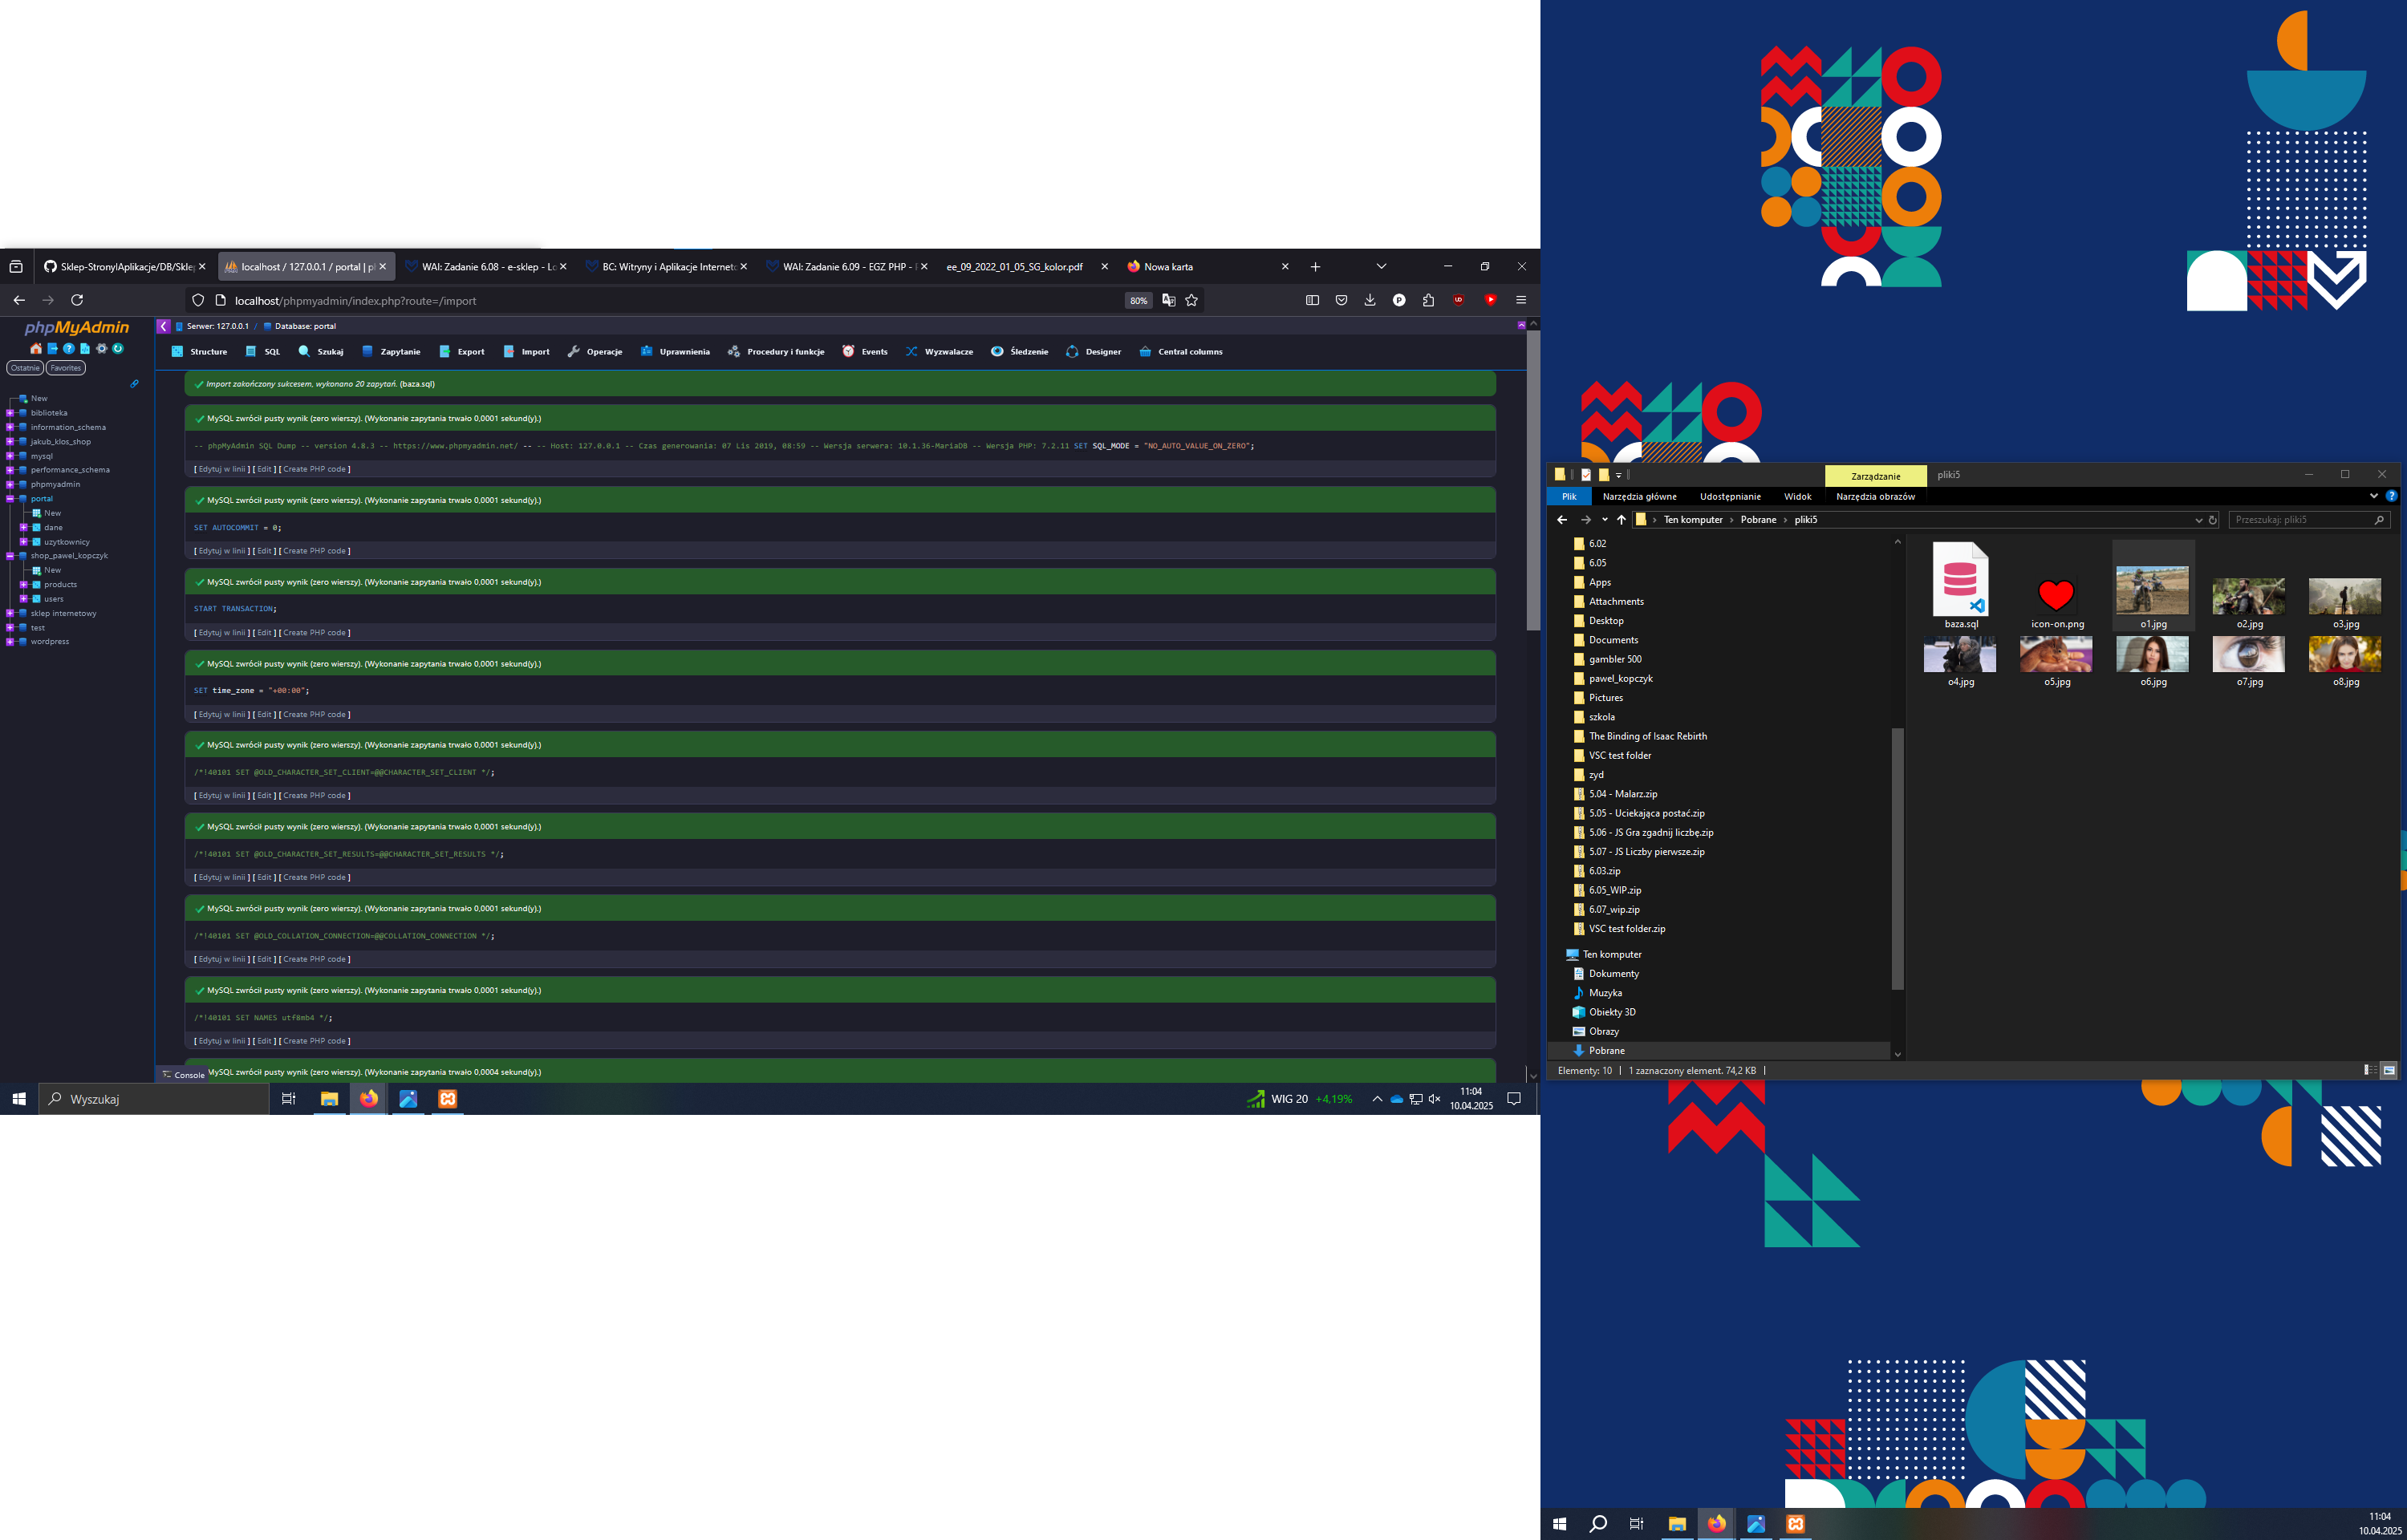 Sklep-StronyIAplikacje/DB/Skle
localhost / 127.0.0.1 / portal | p
WAI: Zadanie 6.08 - e-sklep - Lo
BC: Witryny i Aplikacje Internet
WAI: Zadanie 6.09 - EGZ PHP -
ee_09_2022_01_05_SG_kolor.pdf
Nowa karta
localhost/phpmyadmin/index.php?route=/import
80%
phpMyAdmin
Ostatnie
Favorites
New
biblioteka
information_schema
jakub_klos_shop
mysql
performance_schema
phpmyadmin
portal
New
dane
uzytkownicy
shop_pawel_kopczyk
New
products
users
sklep internetowy
test
wordpress
Serwer: 127.0.0.1 / Database: portal
Structure SQL Szukaj Zapytanie Export Import Operacje Uprawnienia Procedury i funkcje Events Wyzwalacze Śledzenie Designer Central columns
Import zakończony sukcesem, wykonano 20 zapytań. (baza.sql)
MySQL zwrócił pusty wynik (zero wierszy). (Wykonanie zapytania trwało 0,0001 sekund(y).)
-- phpMyAdmin SQL Dump -- version 4.8.3 -- https://www.phpmyadmin.net/ -- -- Host: 127.0.0.1 -- Czas generowania: 07 Lis 2019, 08:59 -- Wersja serwera: 10.1.36-MariaDB -- Wersja PHP: 7.2.11 SET SQL_MODE = "NO_AUTO_VALUE_ON_ZERO";
[ Edytuj w linii ] [ Edit ] [ Create PHP code ]
MySQL zwrócił pusty wynik (zero wierszy). (Wykonanie zapytania trwało 0,0001 sekund(y).)
SET AUTOCOMMIT = 0;
[ Edytuj w linii ] [ Edit ] [ Create PHP code ]
MySQL zwrócił pusty wynik (zero wierszy). (Wykonanie zapytania trwało 0,0001 sekund(y).)
START TRANSACTION;
[ Edytuj w linii ] [ Edit ] [ Create PHP code ]
MySQL zwrócił pusty wynik (zero wierszy). (Wykonanie zapytania trwało 0,0001 sekund(y).)
SET time_zone = "+00:00";
[ Edytuj w linii ] [ Edit ] [ Create PHP code ]
MySQL zwrócił pusty wynik (zero wierszy). (Wykonanie zapytania trwało 0,0001 sekund(y).)
/*!40101 SET @OLD_CHARACTER_SET_CLIENT=@@CHARACTER_SET_CLIENT */;
[ Edytuj w linii ] [ Edit ] [ Create PHP code ]
MySQL zwrócił pusty wynik (zero wierszy). (Wykonanie zapytania trwało 0,0001 sekund(y).)
/*!40101 SET @OLD_CHARACTER_SET_RESULTS=@@CHARACTER_SET_RESULTS */;
[ Edytuj w linii ] [ Edit ] [ Create PHP code ]
MySQL zwrócił pusty wynik (zero wierszy). (Wykonanie zapytania trwało 0,0001 sekund(y).)
/*!40101 SET @OLD_COLLATION_CONNECTION=@@COLLATION_CONNECTION */;
[ Edytuj w linii ] [ Edit ] [ Create PHP code ]
MySQL zwrócił pusty wynik (zero wierszy). (Wykonanie zapytania trwało 0,0001 sekund(y).)
/*!40101 SET NAMES utf8mb4 */;
[ Edytuj w linii ] [ Edit ] [ Create PHP code ]
MySQL zwrócił pusty wynik (zero wierszy). (Wykonanie zapytania trwało 0,0004 sekund(y).)
Console
Wyszukaj
WIG 20 +4,19%
11:04
10.04.2025
Zarządzanie
pliki5
Plik Narzędzia główne Udostępnianie Widok Narzędzia obrazów
Ten komputer > Pobrane > pliki5
Przeszukaj: pliki5
6.02
6.05
Apps
Attachments
Desktop
Documents
gambler 500
pawel_kopczyk
Pictures
szkola
The Binding of Isaac Rebirth
VSC test folder
zyd
5.04 - Malarz.zip
5.05 - Uciekająca postać.zip
5.06 - JS Gra zgadnij liczbę.zip
5.07 - JS Liczby pierwsze.zip
6.03.zip
6.05_WIP.zip
6.07_wip.zip
VSC test folder.zip
Ten komputer
Dokumenty
Muzyka
Obiekty 3D
Obrazy
Pobrane
baza.sql
icon-on.png
o1.jpg
o2.jpg
o3.jpg
o4.jpg
o5.jpg
o6.jpg
o7.jpg
o8.jpg
Elementy: 10
1 zaznaczony element. 74,2 KB
11:04
10.04.2025